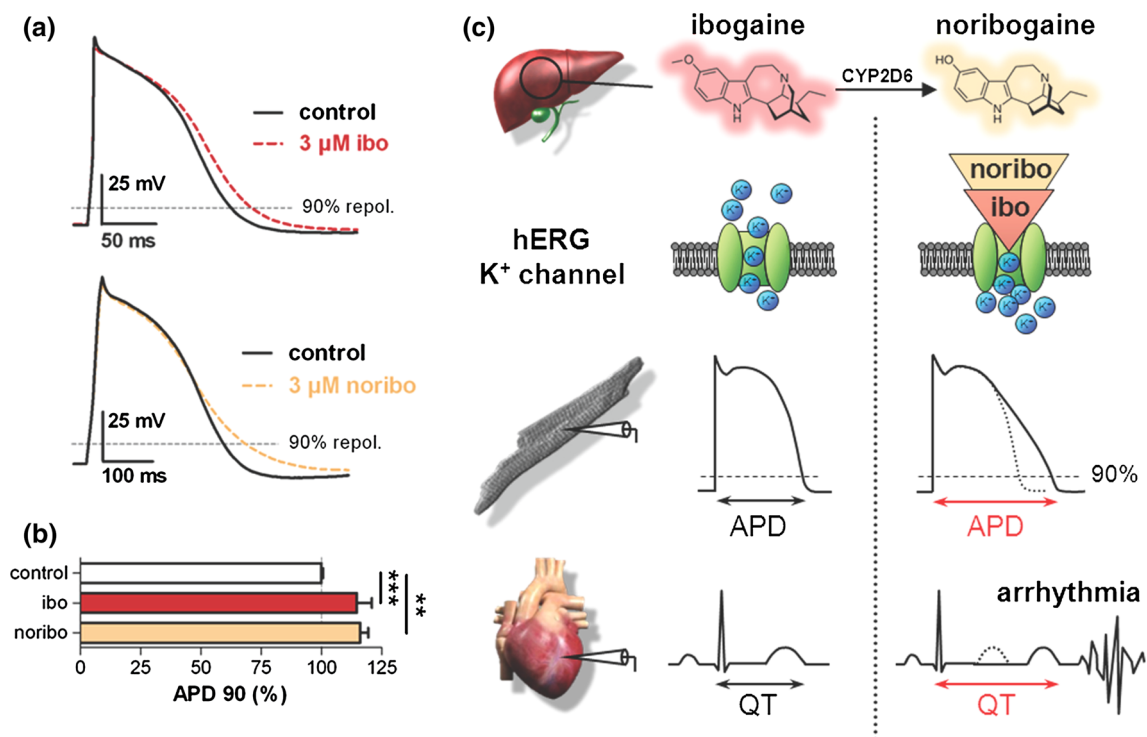 (a)
control
3 µM ibo
25 mV
90% repol.
50 ms
control
3 µM noribo
25 mV
90% repol.
100 ms
(b)
control
ibo
noribo
***
**
0 25 50 75 100 125
APD 90 (%)
(c)
ibogaine
noribogaine
CYP2D6
O
N
N
H
HO
N
N
H
hERG
K+ channel
K+
K+
K+
K+
K+
K+
K+
noribo
ibo
K+
K+
K+
K+
K+
K+
K+
90%
APD
APD
arrhythmia
QT
QT